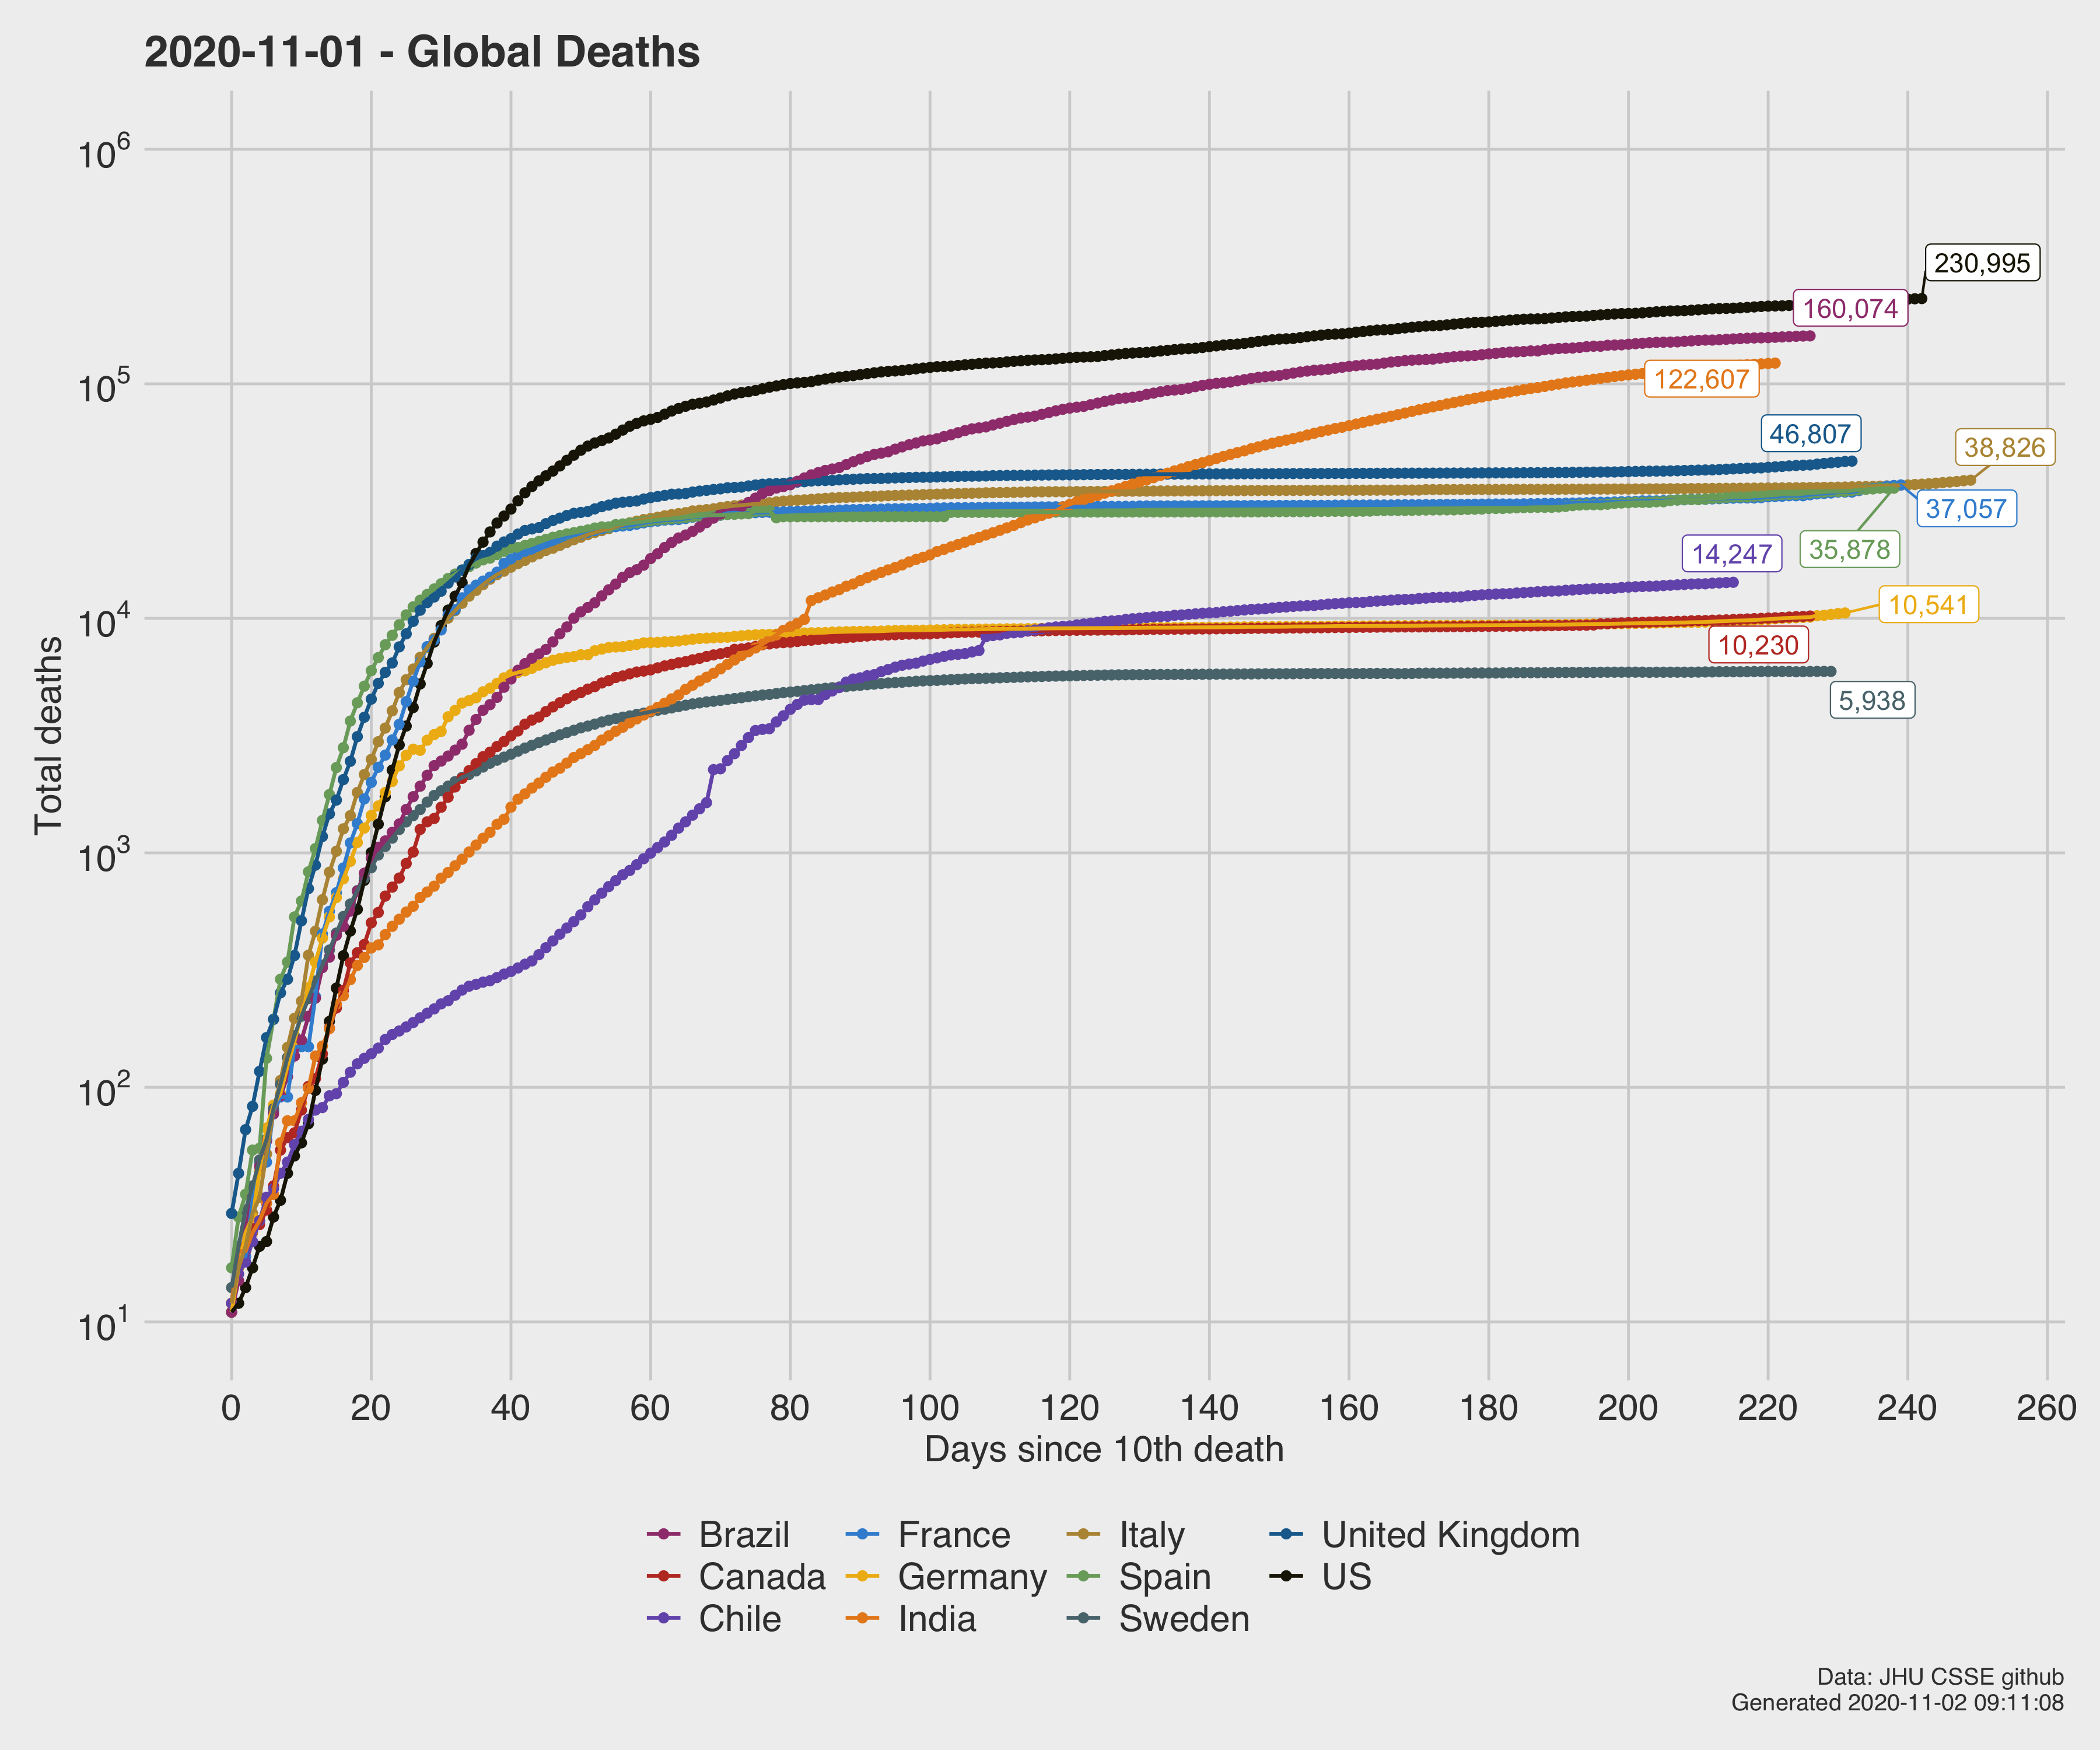 2020-11-01 - Global Deaths
10^6
10^5
10^4
10^3
10^2
10^1
Total deaths
230,995
160,074
122,607
46,807
38,826
37,057
35,878
14,247
10,541
10,230
5,938
0 20 40 60 80 100 120 140 160 180 200 220 240 260
Days since 10th death
Brazil France Italy United Kingdom
Canada Germany Spain US
Chile India Sweden
Data: JHU CSSE github
Generated 2020-11-02 09:11:08